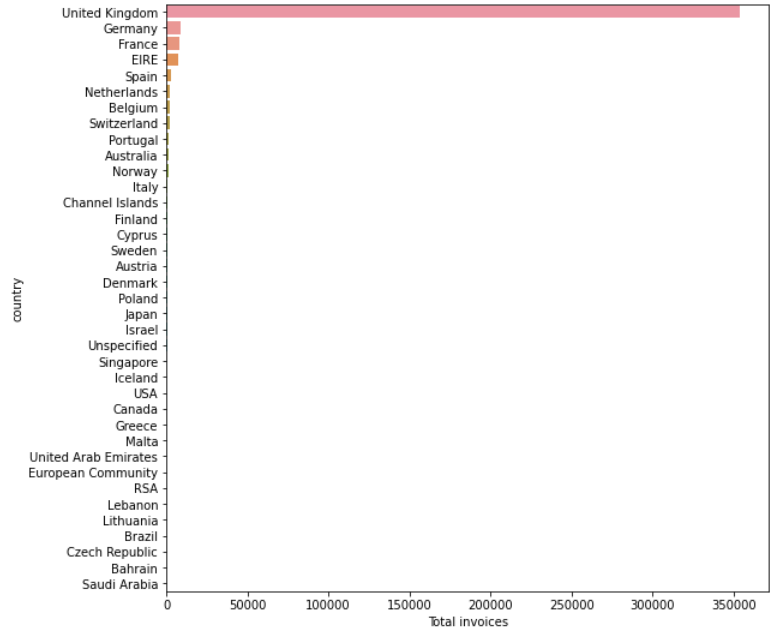 United Kingdom
Germany
France
EIRE
Spain
Netherlands
Belgium
Switzerland
Portugal
Australia
Norway
Italy
Channel Islands
Finland
Cyprus
Sweden
Austria
Denmark
Poland
Japan
Israel
Unspecified
Singapore
Iceland
USA
Canada
Greece
Malta
United Arab Emirates
European Community
RSA
Lebanon
Lithuania
Brazil
Czech Republic
Bahrain
Saudi Arabia
country
0 50000 100000 150000 200000 250000 300000 350000
Total invoices